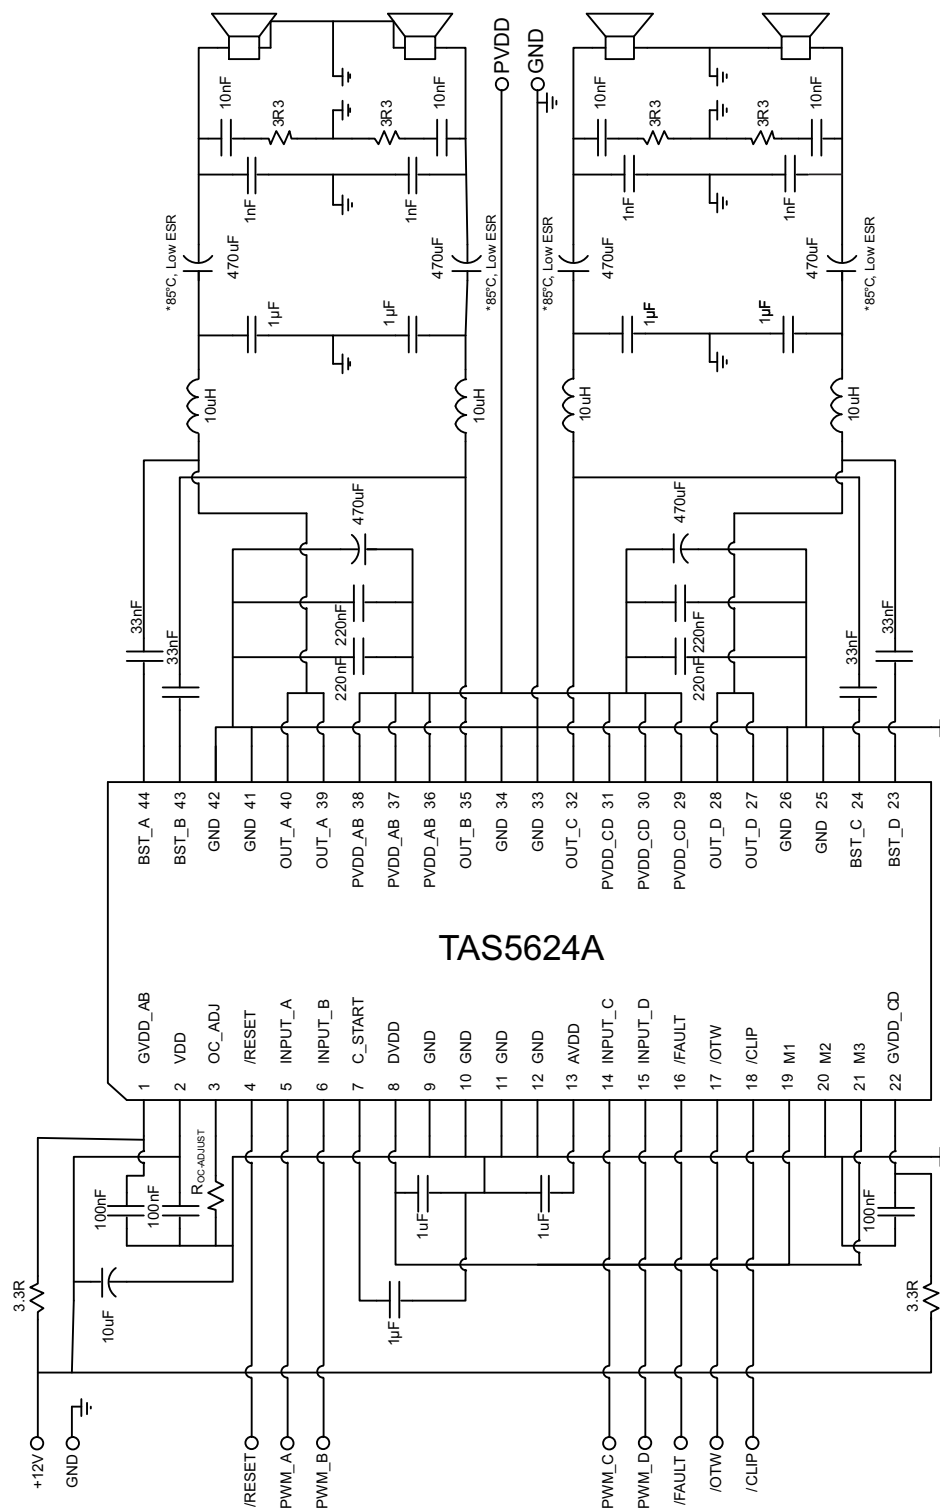 PVDD
GND
10nF
3R3
3R3
10nF
10nF
3R3
3R3
10nF
1nF
1nF
1nF
1nF
*85°C, Low ESR
470uF
470uF
*85°C, Low ESR
*85°C, Low ESR
470uF
470uF
*85°C, Low ESR
1µF
1µF
1µF
1µF
10uH
10uH
10uH
10uH
470uF
470uF
33nF
33nF
220nF
220nF
220nF
220nF
33nF
33nF
BST_A 44
BST_B 43
GND 42
GND 41
OUT_A 40
OUT_A 39
PVDD_AB 38
PVDD_AB 37
PVDD_AB 36
OUT_B 35
GND 34
GND 33
OUT_C 32
PVDD_CD 31
PVDD_CD 30
PVDD_CD 29
OUT_D 28
OUT_D 27
GND 26
GND 25
BST_C 24
BST_D 23
TAS5624A
1 GVDD_AB
2 VDD
3 OC_ADJ
4 /RESET
5 INPUT_A
6 INPUT_B
7 C_START
8 DVDD
9 GND
10 GND
11 GND
12 GND
13 AVDD
14 INPUT_C
15 INPUT_D
16 /FAULT
17 /OTW
18 /CLIP
19 M1
20 M2
21 M3
22 GVDD_CD
100nF
100nF
ROC-ADJUST
1uF
1uF
100nF
3.3R
10uF
1µF
3.3R
+12V
GND
/RESET
PWM_A
PWM_B
PWM_C
PWM_D
/FAULT
/OTW
/CLIP